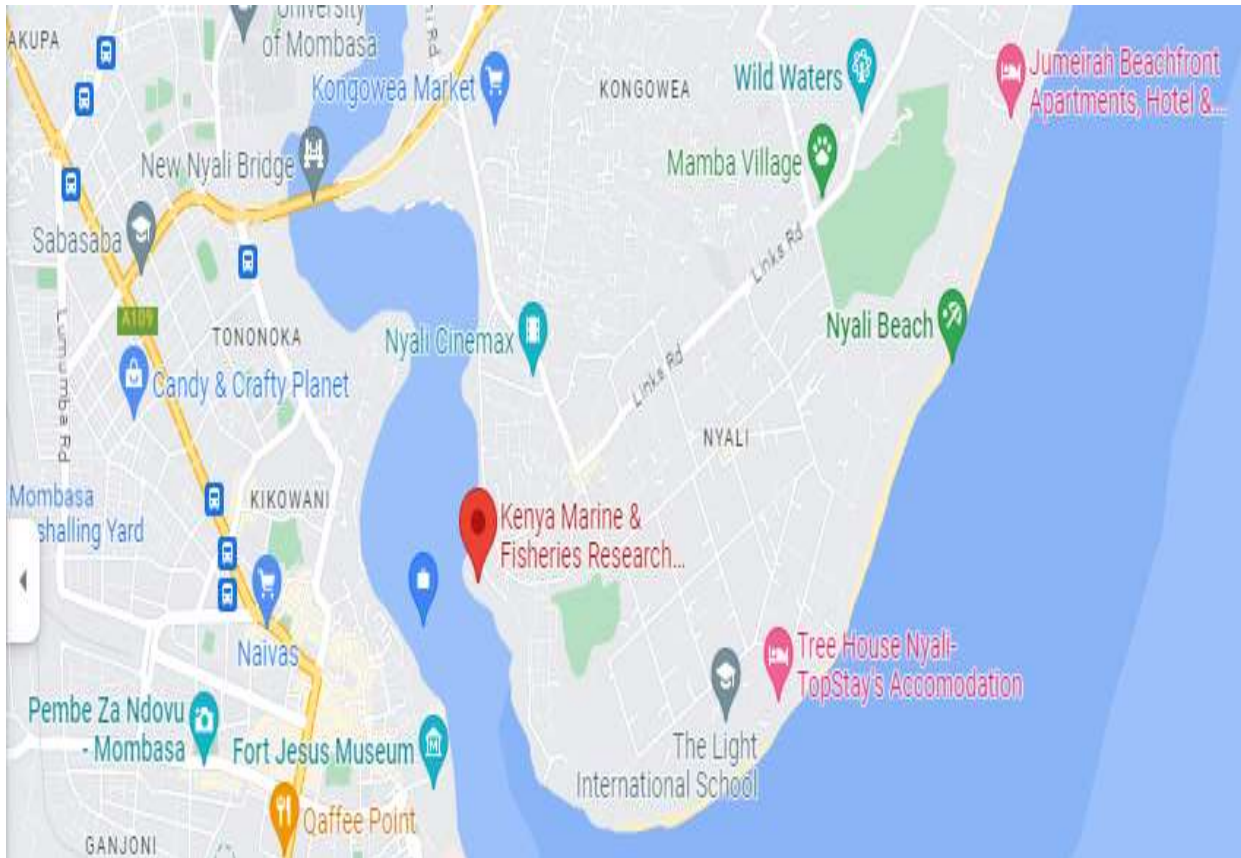 University
of Mombasa
AKUPA
Kongowea Market
KONGOWEA
Wild Waters
Jumeirah Beachfront
Apartments, Hotel &...
New Nyali Bridge
Mamba Village
Sabasaba
Links Rd
A109
TONONOKA
Nyali Cinemax
Nyali Beach
Lumumba Rd
Candy & Crafty Planet
Links Rd
NYALI
Mombasa
shalling Yard
KIKOWANI
Kenya Marine &
Fisheries Research...
Naivas
Tree House Nyali-
TopStay's Accomodation
Pembe Za Ndovu
- Mombasa
Fort Jesus Museum
The Light
International School
Qaffee Point
GANJONI